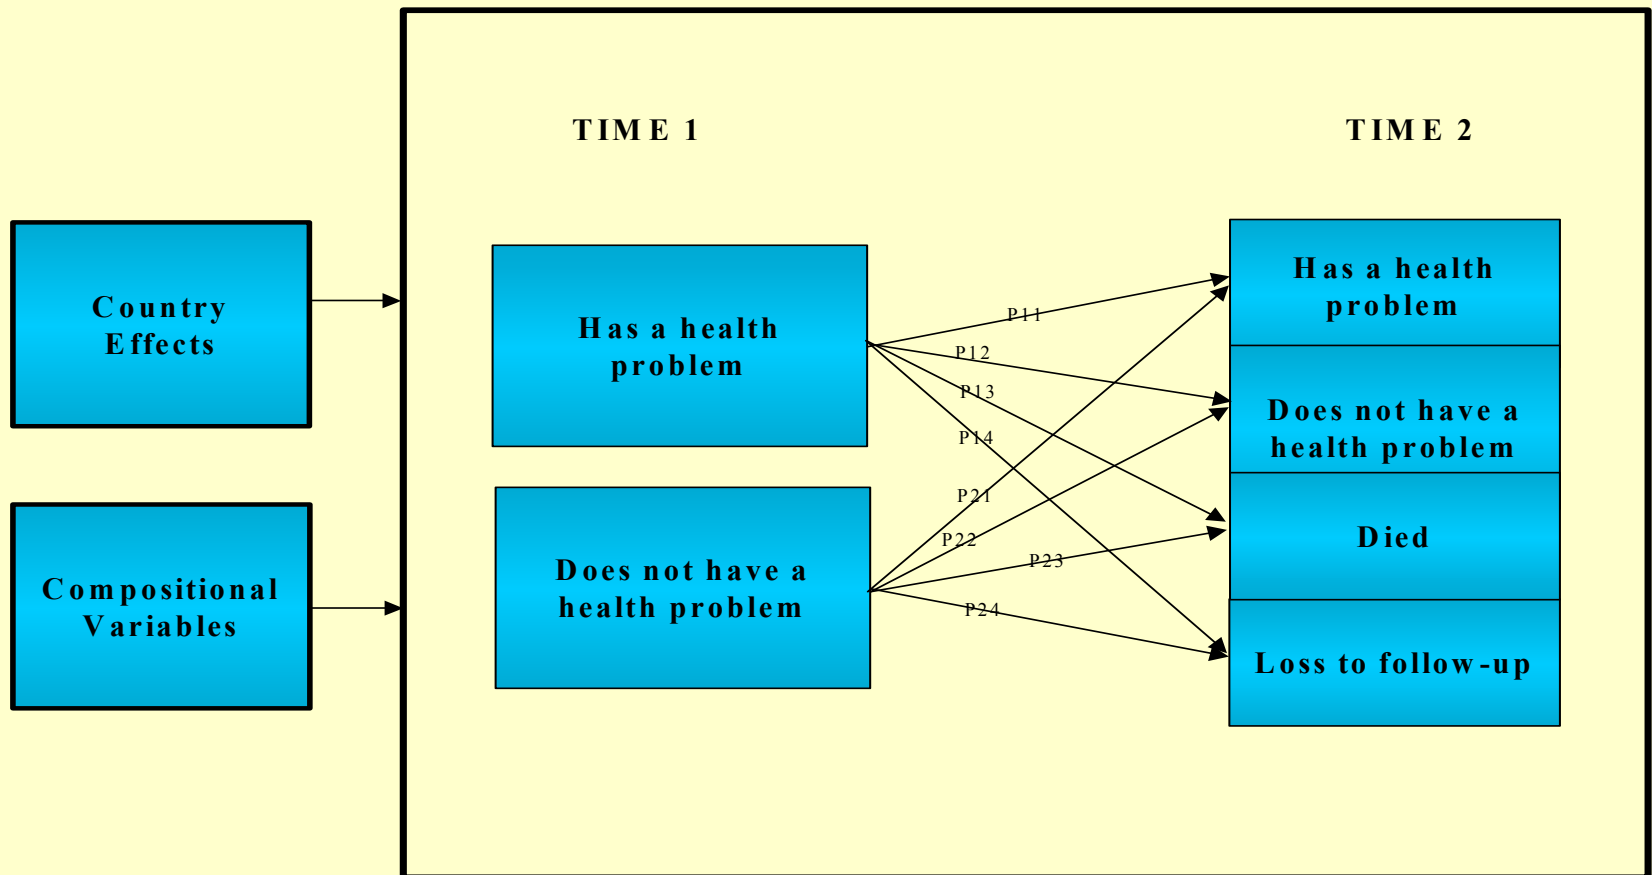 TIME 1
TIME 2
Country
Effects
Compositional
Variables
Has a health
problem
Does not have a
health problem
P11
P12
P13
P14
P21
P22
P23
P24
Has a health
problem
Does not have a
health problem
Died
Loss to follow-up